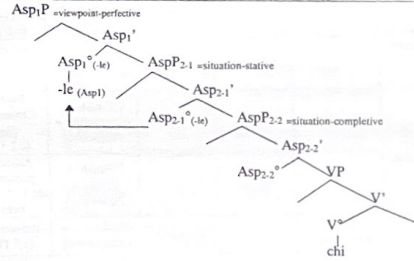 Asp₁P =viewpoint-perfective
Asp₁'
Asp₁° (-le) AspP₂₋₁ =situation-stative
-le (Asp1) Asp₂₋₁'
Asp₂₋₁° (-le) AspP₂₋₂ =situation-completive
Asp₂₋₂'
Asp₂₋₂° VP
V'
V°
chi